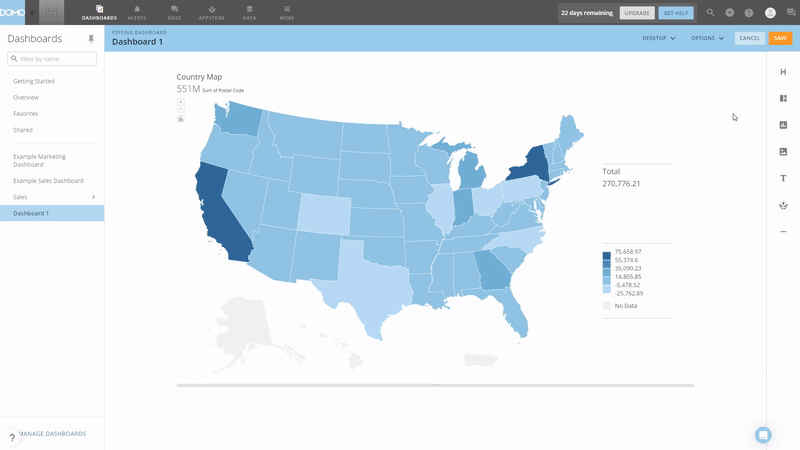 DOMO
DASHBOARDS
ALERTS
BUZZ
APPSTORE
DATA
MORE
22 days remaining
UPGRADE
GET HELP
Dashboards
Filter by name
Getting Started
Overview
Favorites
Shared
Example Marketing
Dashboard
Example Sales Dashboard
Sales
Dashboard 1
MANAGE DASHBOARDS
?
EDITING DASHBOARD
Dashboard 1
DESKTOP
OPTIONS
CANCEL
SAVE
Country Map
551M Sum of Postal Code
+
−
Total
270,776.21
75,658.97
55,374.6
35,090.23
14,805.85
-5,478.52
-25,762.89
No Data
H
T